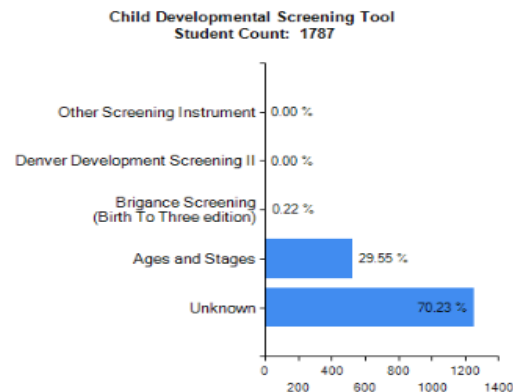 Child Developmental Screening Tool
Student Count: 1787
Other Screening Instrument
0.00 %
Denver Development Screening II
0.00 %
Brigance Screening
(Birth To Three edition)
0.22 %
Ages and Stages
29.55 %
Unknown
70.23 %
0 400 800 1200
200 600 1000 1400